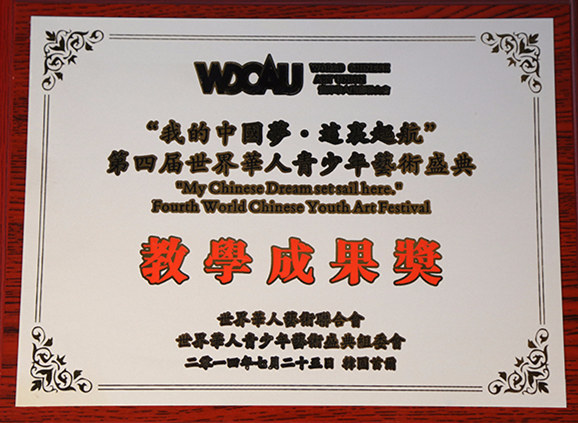 WDCAU
WORLD CHINESE
“我的中國夢·這裏起航”
第四届世界華人青少年藝術盛典
"My Chinese Dream set sail here."
Fourth World Chinese Youth Art Festival
教學成果獎
世界華人藝術聯合會
世界華人青少年藝術盛典組委會
二零一四年七月二十五日 韓國首爾